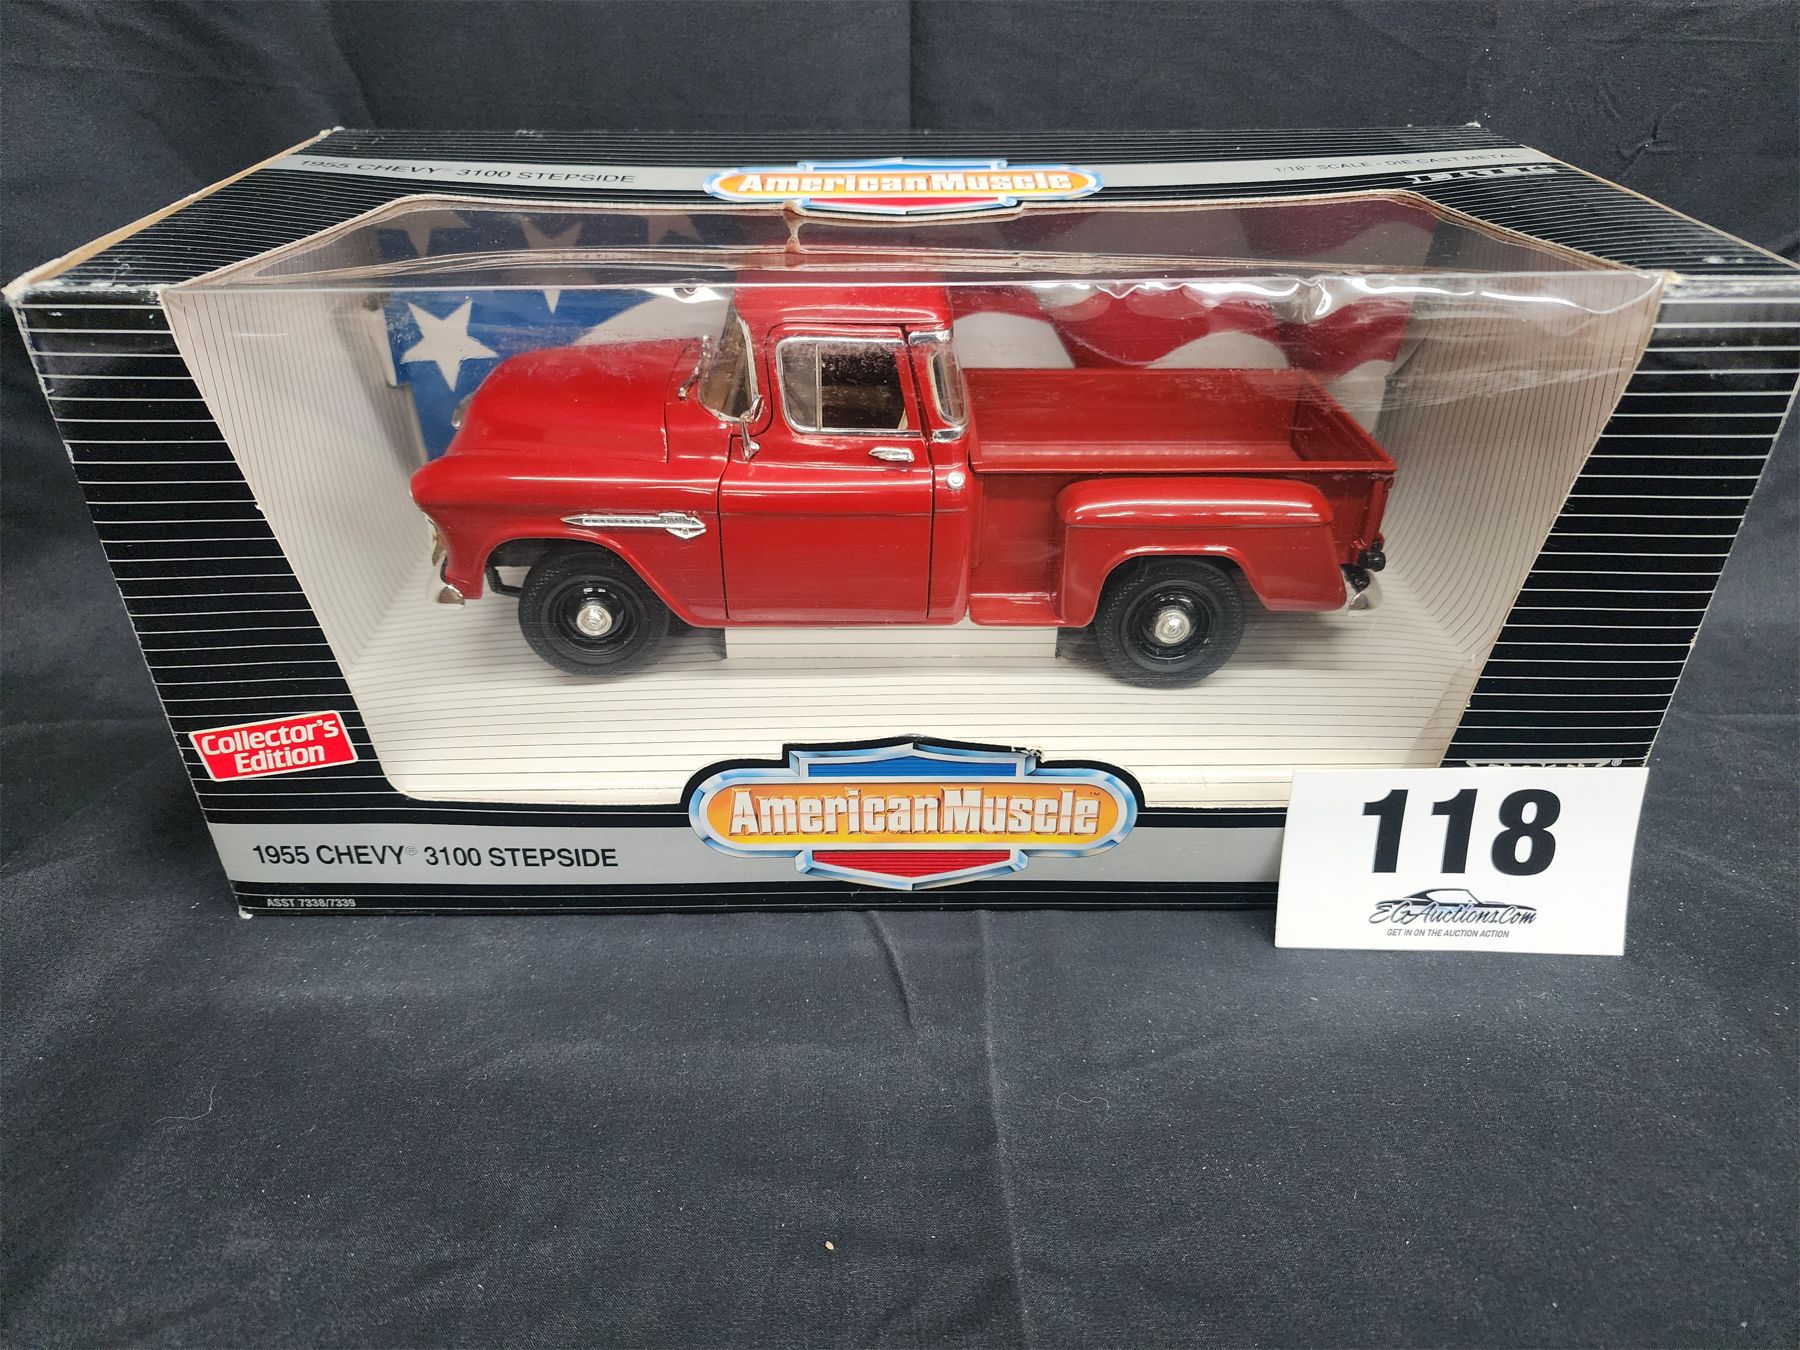 1955 CHEVY® 3100 STEPSIDE
AmericanMuscle
1/18" SCALE - DIE CAST METAL
Collector's
Edition
AmericanMuscle™
1955 CHEVY® 3100 STEPSIDE
ASST 7338/7339
118
EGAuctions.Com
GET IN ON THE AUCTION ACTION